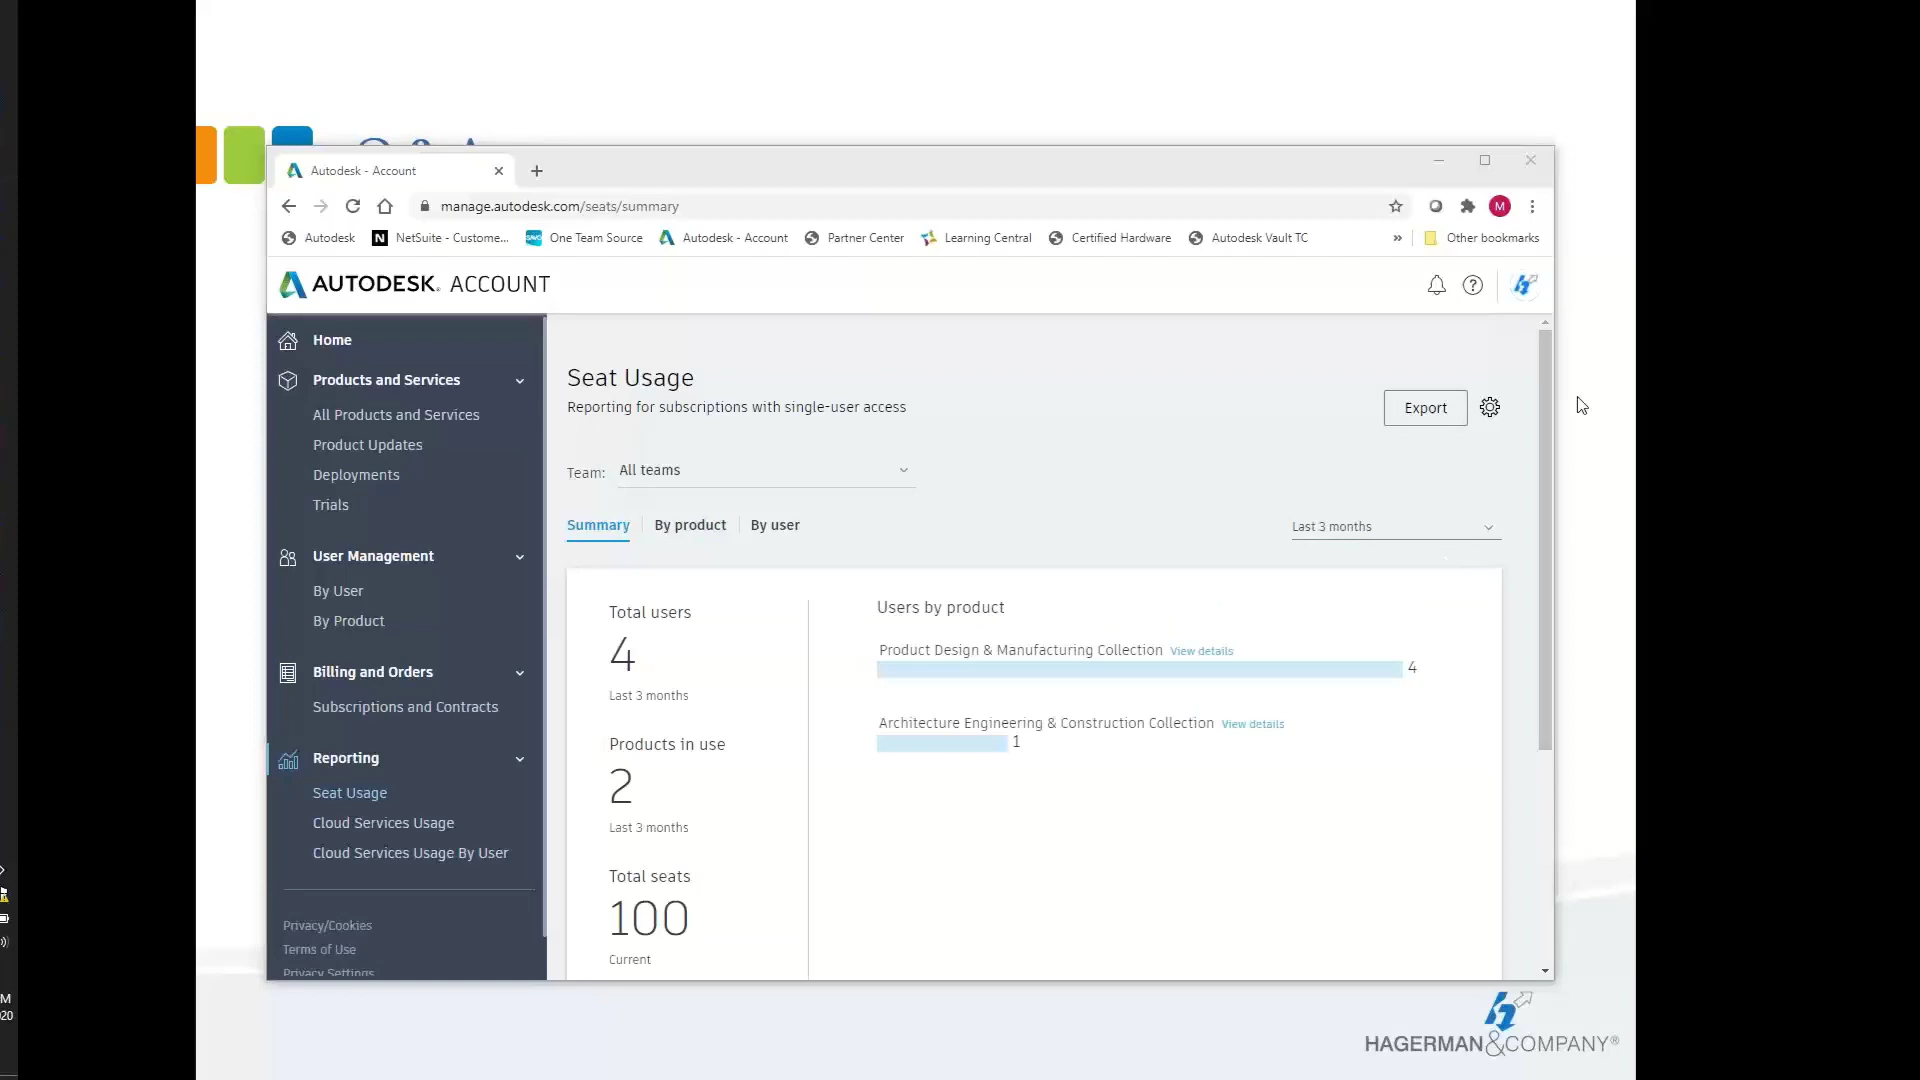 Autodesk - Account
manage.autodesk.com/seats/summary
M
Autodesk
N NetSuite - Custome...
SAVO One Team Source
Autodesk - Account
Partner Center
Learning Central
Certified Hardware
Autodesk Vault TC
»
Other bookmarks
AUTODESK. ACCOUNT
Home
Products and Services
All Products and Services
Product Updates
Deployments
Trials
User Management
By User
By Product
Billing and Orders
Subscriptions and Contracts
Reporting
Seat Usage
Cloud Services Usage
Cloud Services Usage By User
Privacy/Cookies
Terms of Use
Privacy Settings
Seat Usage
Reporting for subscriptions with single-user access
Export
Team: All teams
Summary
By product
By user
Last 3 months
Total users
4
Last 3 months
Products in use
2
Last 3 months
Total seats
100
Current
Users by product
Product Design & Manufacturing Collection View details
4
Architecture Engineering & Construction Collection View details
1
M
020
HAGERMAN&COMPANY®